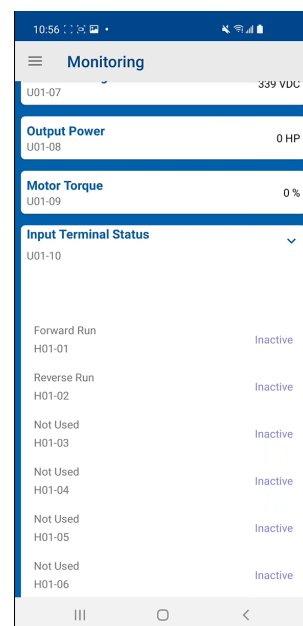 10:56
Monitoring
U01-07
339 VDC
Output Power
U01-08
0 HP
Motor Torque
U01-09
0 %
Input Terminal Status
U01-10
Forward Run
H01-01
Inactive
Reverse Run
H01-02
Inactive
Not Used
H01-03
Inactive
Not Used
H01-04
Inactive
Not Used
H01-05
Inactive
Not Used
H01-06
Inactive